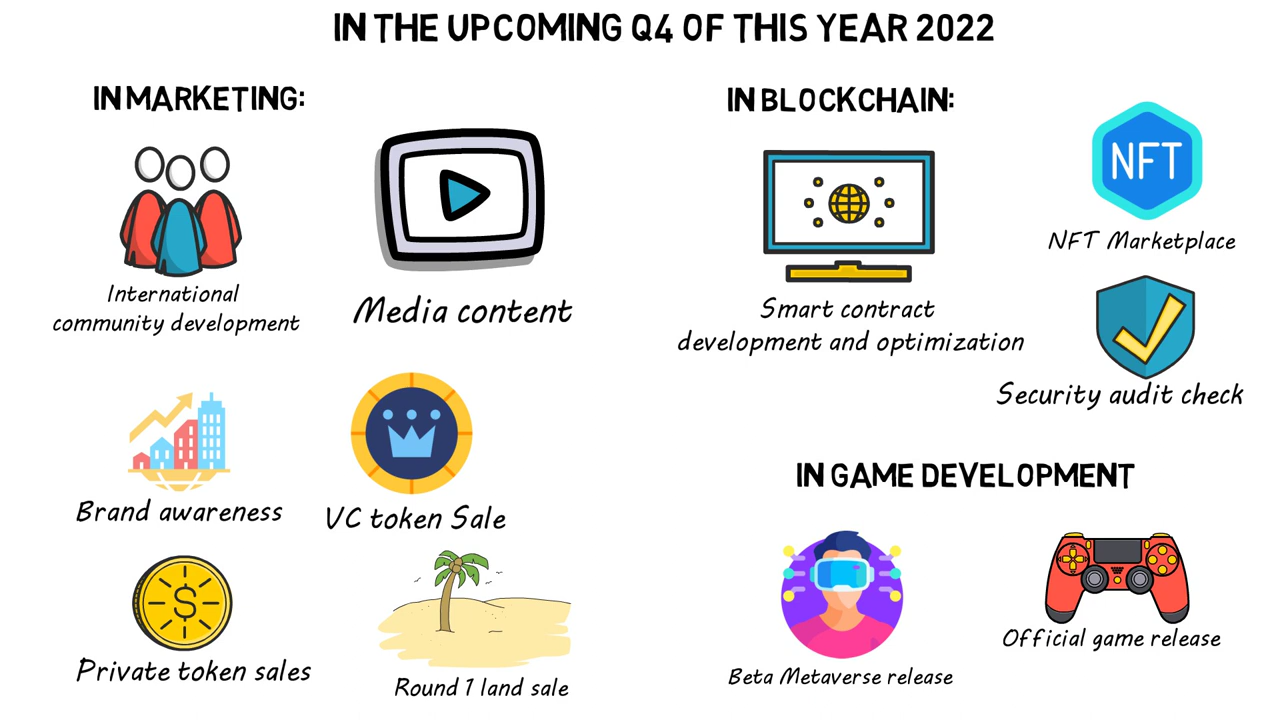 IN THE UPCOMING Q4 OF THIS YEAR 2022
IN MARKETING:
International
community development
Media content
Brand awareness
VC token Sale
$
Private token sales
Round 1 land sale
IN BLOCKCHAIN:
Smart contract
development and optimization
NFT
NFT Marketplace
Security audit check
IN GAME DEVELOPMENT
Beta Metaverse release
Official game release